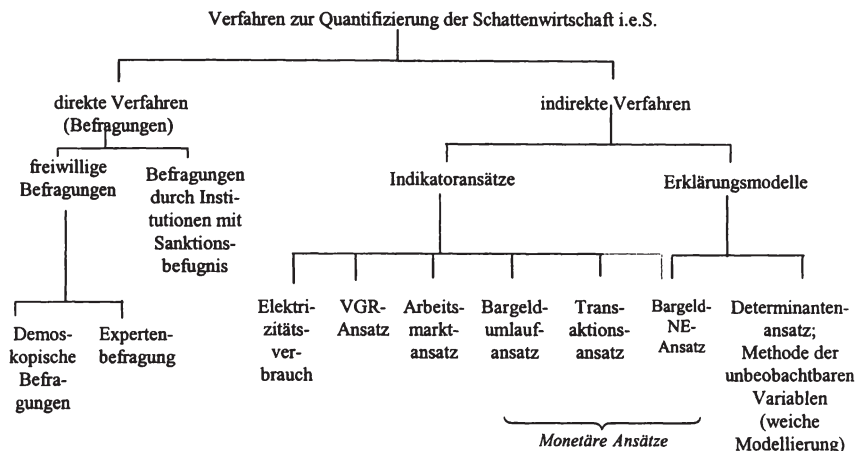 Verfahren zur Quantifizierung der Schattenwirtschaft i.e.S.
direkte Verfahren
(Befragungen)
indirekte Verfahren
freiwillige
Befragungen
Befragungen
durch Insti-
tutionen mit
Sanktions-
befugnis
Indikatoransätze
Erklärungsmodelle
Demos-
kopische
Befra-
gungen
Experten-
befragung
Elektri-
zitäts-
ver-
brauch
VGR-
Ansatz
Arbeits-
markt-
ansatz
Bargeld-
umlauf-
ansatz
Trans-
aktions-
ansatz
Bargeld-
NE-
Ansatz
Determinanten-
ansatz;
Methode der
unbeobachtbaren
Variablen
(weiche
Modellierung)
Monetäre Ansätze